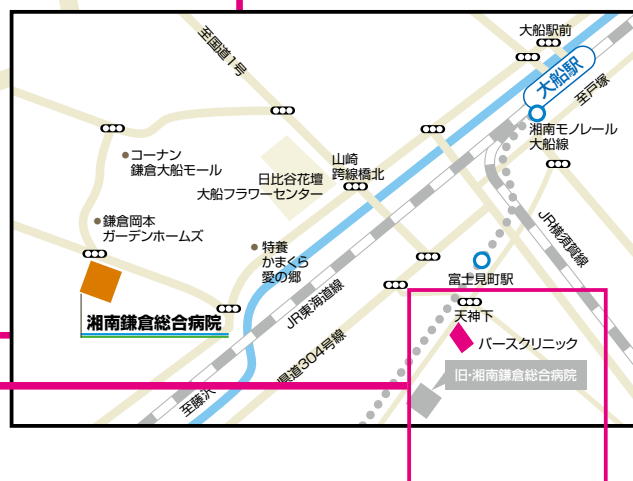 大船駅前
至国道1号
大船駅
至戸塚
湘南モノレール
大船線
コーナン
鎌倉大船モール
山崎
跨線橋北
日比谷花壇
大船フラワーセンター
鎌倉岡本
ガーデンホームズ
特養
かまくら
愛の郷
JR横須賀線
富士見町駅
JR東海道線
天神下
湘南鎌倉総合病院
バースクリニック
県道304号線
旧・湘南鎌倉総合病院
至藤沢